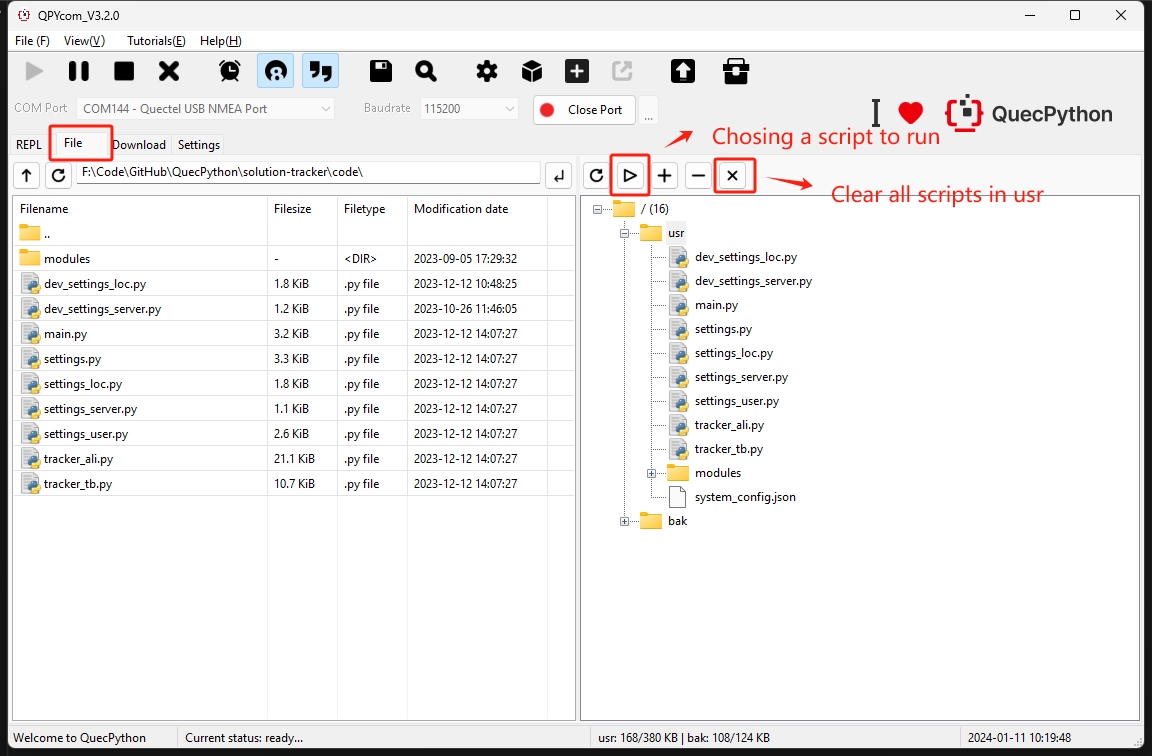 QPYcom_V3.2.0
File (F) View(V) Tutorials(E) Help(H)
COM Port COM144 - Quectel USB NMEA Port Baudrate 115200 Close Port ...
I QuecPython
REPL File Download Settings
Chosing a script to run
F:\Code\GitHub\QuecPython\solution-tracker\code\
Clear all scripts in usr
Filename Filesize Filetype Modification date
..
modules - <DIR> 2023-09-05 17:29:32
dev_settings_loc.py 1.8 KiB .py file 2023-12-12 10:48:25
dev_settings_server.py 1.2 KiB .py file 2023-10-26 11:46:05
main.py 3.2 KiB .py file 2023-12-12 14:07:27
settings.py 3.3 KiB .py file 2023-12-12 14:07:27
settings_loc.py 1.8 KiB .py file 2023-12-12 14:07:27
settings_server.py 1.1 KiB .py file 2023-12-12 14:07:27
settings_user.py 2.6 KiB .py file 2023-12-12 14:07:27
tracker_ali.py 21.1 KiB .py file 2023-12-12 14:07:27
tracker_tb.py 10.7 KiB .py file 2023-12-12 14:07:27
/ (16)
usr
dev_settings_loc.py
dev_settings_server.py
main.py
settings.py
settings_loc.py
settings_server.py
settings_user.py
tracker_ali.py
tracker_tb.py
modules
system_config.json
bak
Welcome to QuecPython Current status: ready... usr: 168/380 KB | bak: 108/124 KB 2024-01-11 10:19:48